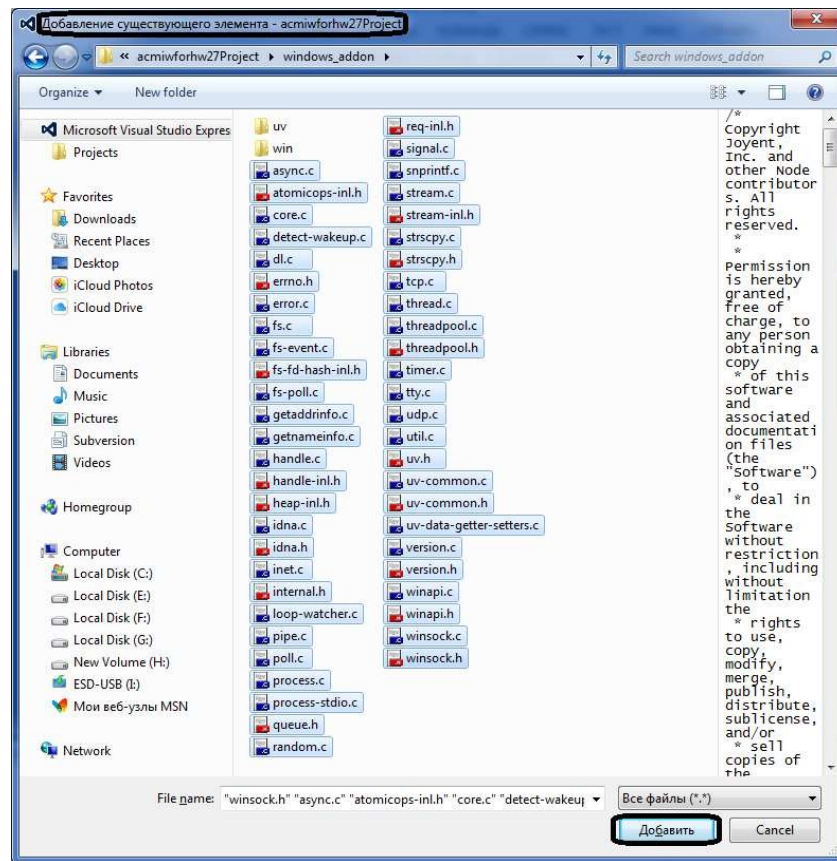 Добавление существующего элемента - acmiwforhw27Project
« acmiwforhw27Project ▸ windows_addon ▸
Search windows_addon
Organize ▾ New folder
Microsoft Visual Studio Expres
Projects
Favorites
Downloads
Recent Places
Desktop
iCloud Photos
iCloud Drive
Libraries
Documents
Music
Pictures
Subversion
Videos
Homegroup
Computer
Local Disk (C:)
Local Disk (E:)
Local Disk (F:)
Local Disk (G:)
New Volume (H:)
ESD-USB (I:)
Мои веб-узлы MSN
Network
uv
win
async.c
atomicops-inl.h
core.c
detect-wakeup.c
dl.c
errno.h
error.c
fs.c
fs-event.c
fs-fd-hash-inl.h
fs-poll.c
getaddrinfo.c
getnameinfo.c
handle.c
handle-inl.h
heap-inl.h
idna.c
idna.h
inet.c
internal.h
loop-watcher.c
pipe.c
poll.c
process.c
process-stdio.c
queue.h
random.c
req-inl.h
signal.c
snprintf.c
stream.c
stream-inl.h
strscpy.c
strscpy.h
tcp.c
thread.c
threadpool.c
threadpool.h
timer.c
tty.c
udp.c
util.c
uv.h
uv-common.c
uv-common.h
uv-data-getter-setters.c
version.c
version.h
winapi.c
winapi.h
winsock.c
winsock.h
/*
Copyright
Joyent,
Inc. and
other Node
contributor
s. All
rights
reserved.
*
*
Permission
is hereby
granted,
free of
charge, to
any person
obtaining a
copy
* of this
software
and
associated
documentati
on files
(the
"Software")
, to
* deal in
the
Software
without
restriction
, including
without
limitation
the
* rights
to use,
copy,
modify,
merge,
publish,
distribute,
sublicense,
and/or
* sell
copies of
the
File name: "winsock.h" "async.c" "atomicops-inl.h" "core.c" "detect-wakeu
Все файлы (*.*)
Добавить
Cancel